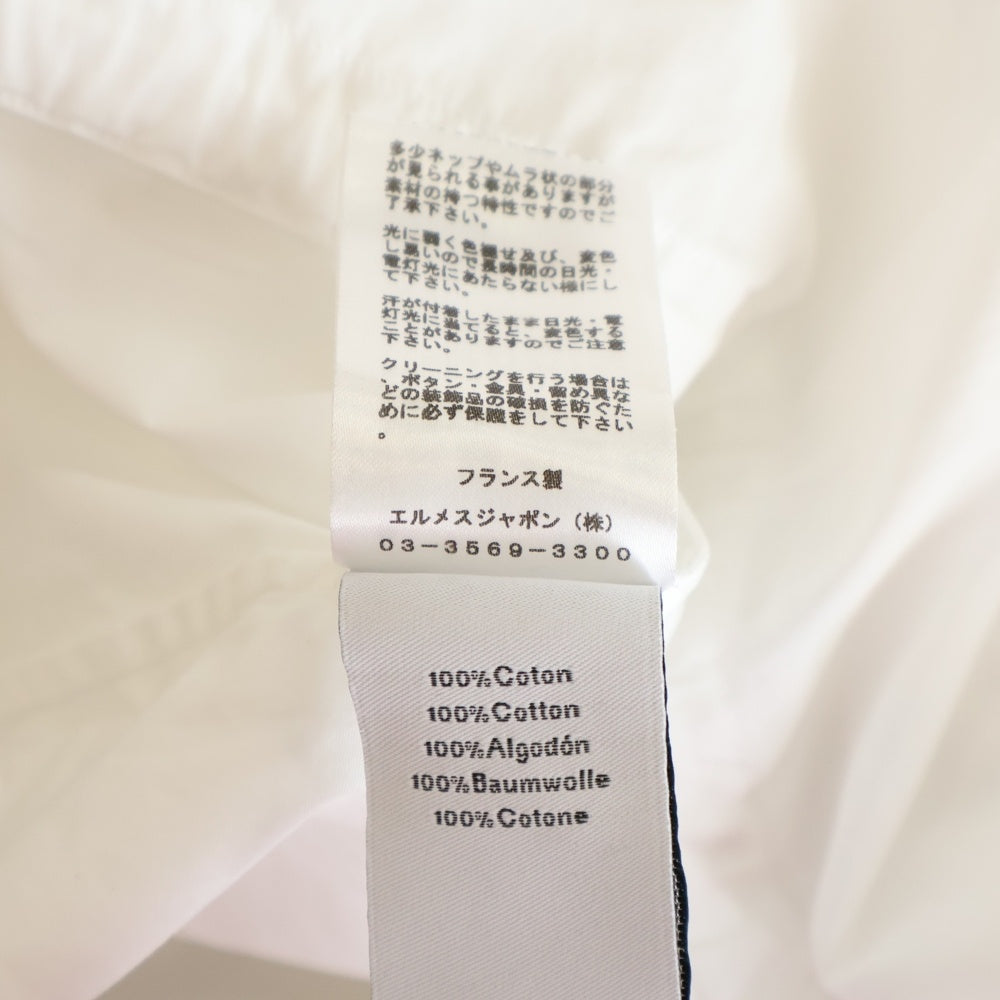 多少ネップやムラ状の部分
が見られる事がありますが
素材の持つ特性ですのでご
了承下さい。
光に弱く色褪せ及び、変色
し易いので長時間の日光・
電灯光にあたらない様にし
て下さい。
汗が付着したまま日光・電
灯光に当てると、変色する
ことがありますのでご注意
下さい。
クリーニングを行う場合は
、ボタン・金具・留め具な
どの装飾品の破損を防ぐた
めに必ず保護をして下さい
。
フランス製
エルメスジャポン（株）
03-3569-3300
100%Coton
100%Cotton
100%Algodón
100%Baumwolle
100%Cotone